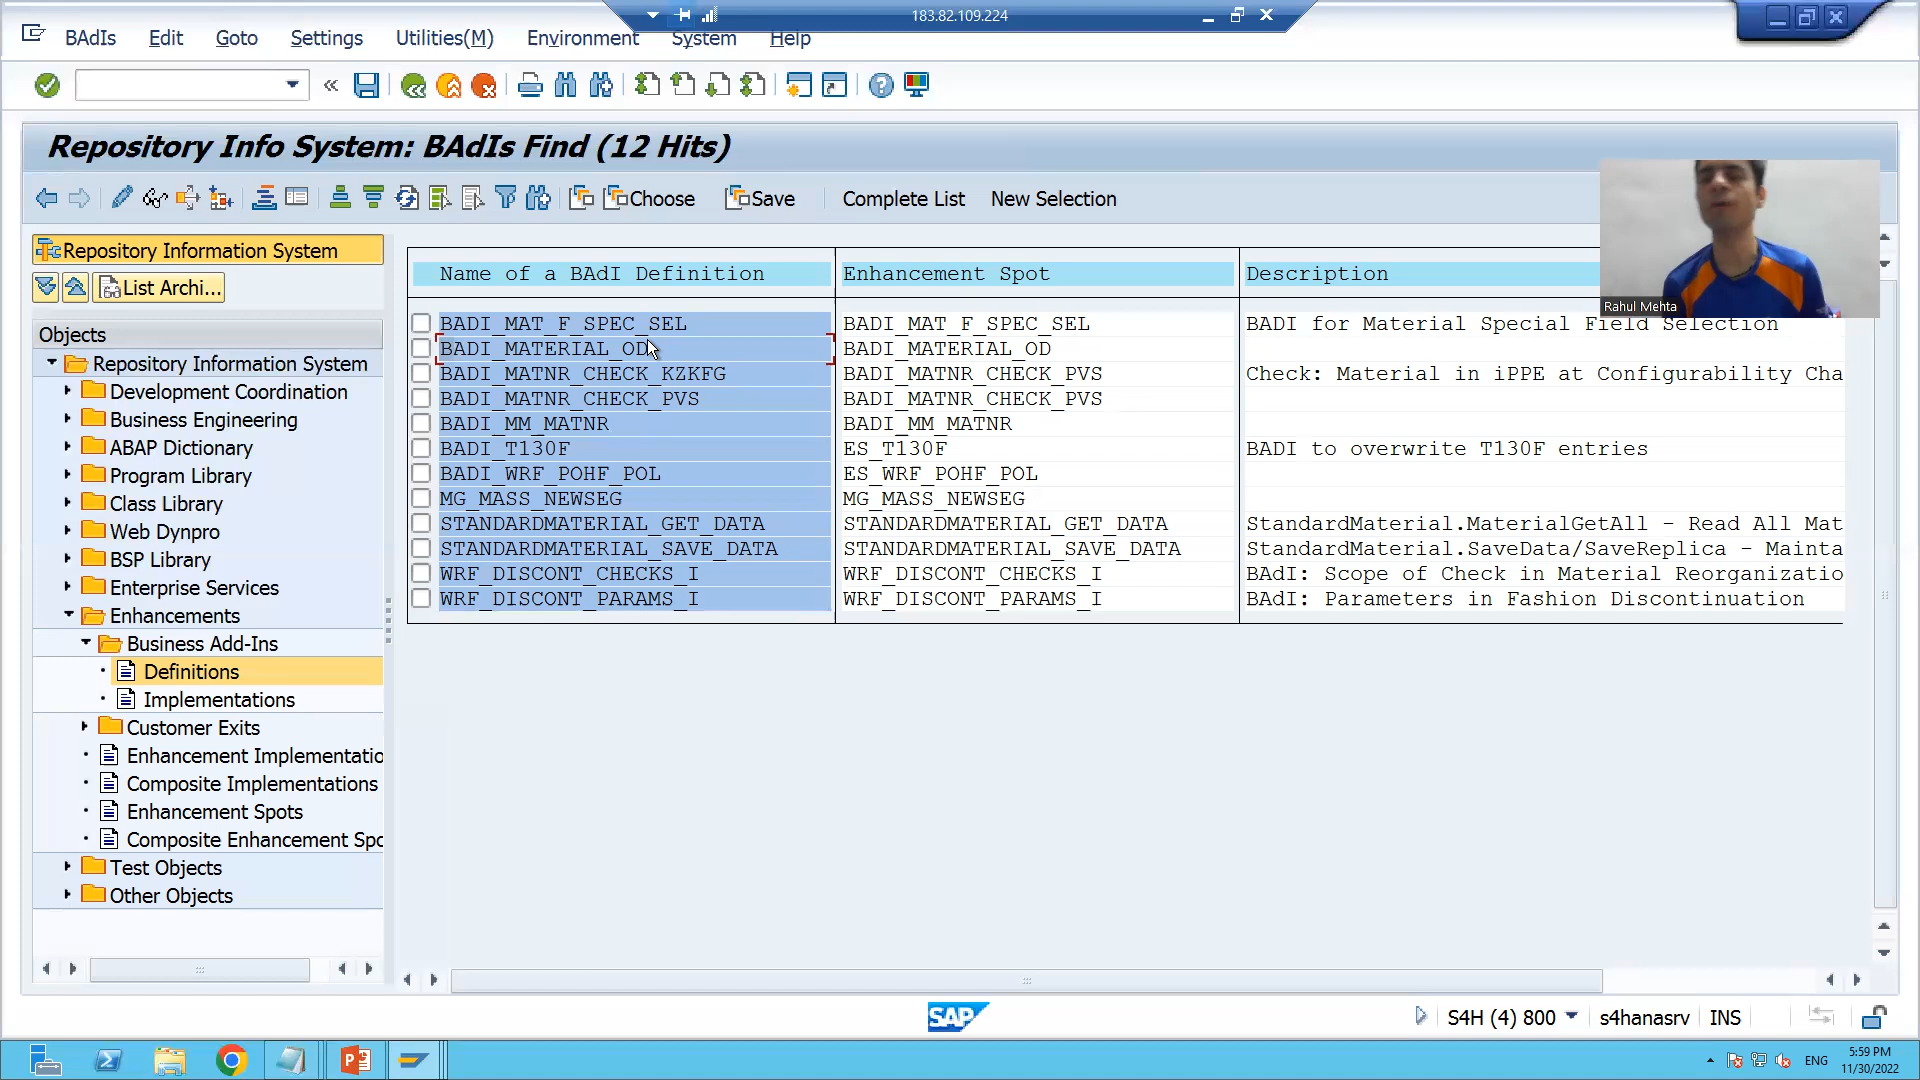 183.82.109.224
BAdIs Edit Goto Settings Utilities(M) Environment System Help
Repository Info System: BAdIs Find (12 Hits)
Choose Save Complete List New Selection
Rahul Mehta
Repository Information System
List Archi...
Objects
Repository Information System
Development Coordination
Business Engineering
ABAP Dictionary
Program Library
Class Library
Web Dynpro
BSP Library
Enterprise Services
Enhancements
Business Add-Ins
Definitions
Implementations
Customer Exits
Enhancement Implementatio
Composite Implementations
Enhancement Spots
Composite Enhancement Spo
Test Objects
Other Objects
Name of a BAdI Definition Enhancement Spot Description
BADI_MAT_F_SPEC_SEL BADI_MAT_F_SPEC_SEL BADI for Material Special Field Selection
BADI_MATERIAL_OD BADI_MATERIAL_OD
BADI_MATNR_CHECK_KZKFG BADI_MATNR_CHECK_PVS Check: Material in iPPE at Configurability Cha
BADI_MATNR_CHECK_PVS BADI_MATNR_CHECK_PVS
BADI_MM_MATNR BADI_MM_MATNR
BADI_T130F ES_T130F BADI to overwrite T130F entries
BADI_WRF_POHF_POL ES_WRF_POHF_POL
MG_MASS_NEWSEG MG_MASS_NEWSEG
STANDARDMATERIAL_GET_DATA STANDARDMATERIAL_GET_DATA StandardMaterial.MaterialGetAll - Read All Mat
STANDARDMATERIAL_SAVE_DATA STANDARDMATERIAL_SAVE_DATA StandardMaterial.SaveData/SaveReplica - Mainta
WRF_DISCONT_CHECKS_I WRF_DISCONT_CHECKS_I BAdI: Scope of Check in Material Reorganizatio
WRF_DISCONT_PARAMS_I WRF_DISCONT_PARAMS_I BAdI: Parameters in Fashion Discontinuation
SAP S4H (4) 800 s4hanasrv INS
ENG 5:59 PM
11/30/2022